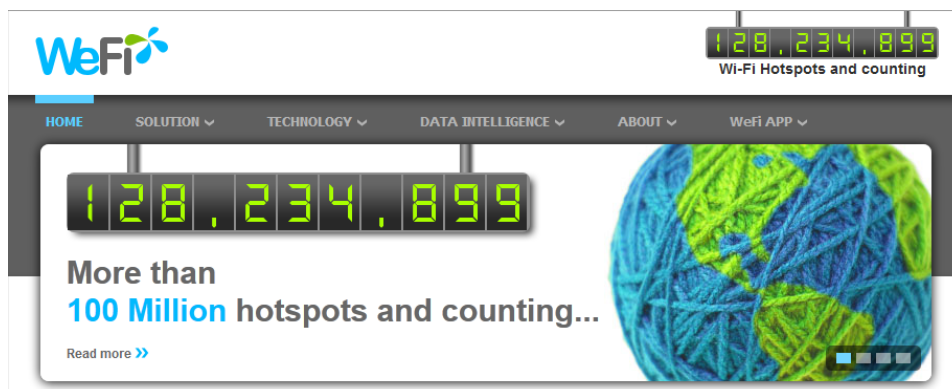 WeFi
128,234,899
Wi-Fi Hotspots and counting
HOME SOLUTION TECHNOLOGY DATA INTELLIGENCE ABOUT WeFi APP
128,234,899
More than
100 Million hotspots and counting...
Read more »